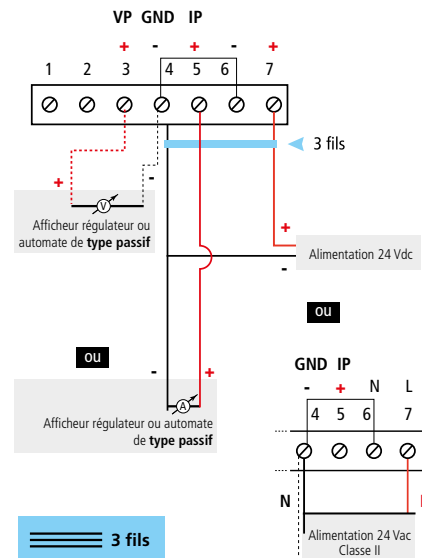 VP GND IP
+ - + - +
1 2 3 4 5 6 7
3 fils
+ -
V
Afficheur régulateur ou
automate de type passif
+
Alimentation 24 Vdc
-
ou
ou
- +
A
Afficheur régulateur ou automate
de type passif
GND IP
- + N L
4 5 6 7
N
Alimentation 24 Vac
Classe II
3 fils